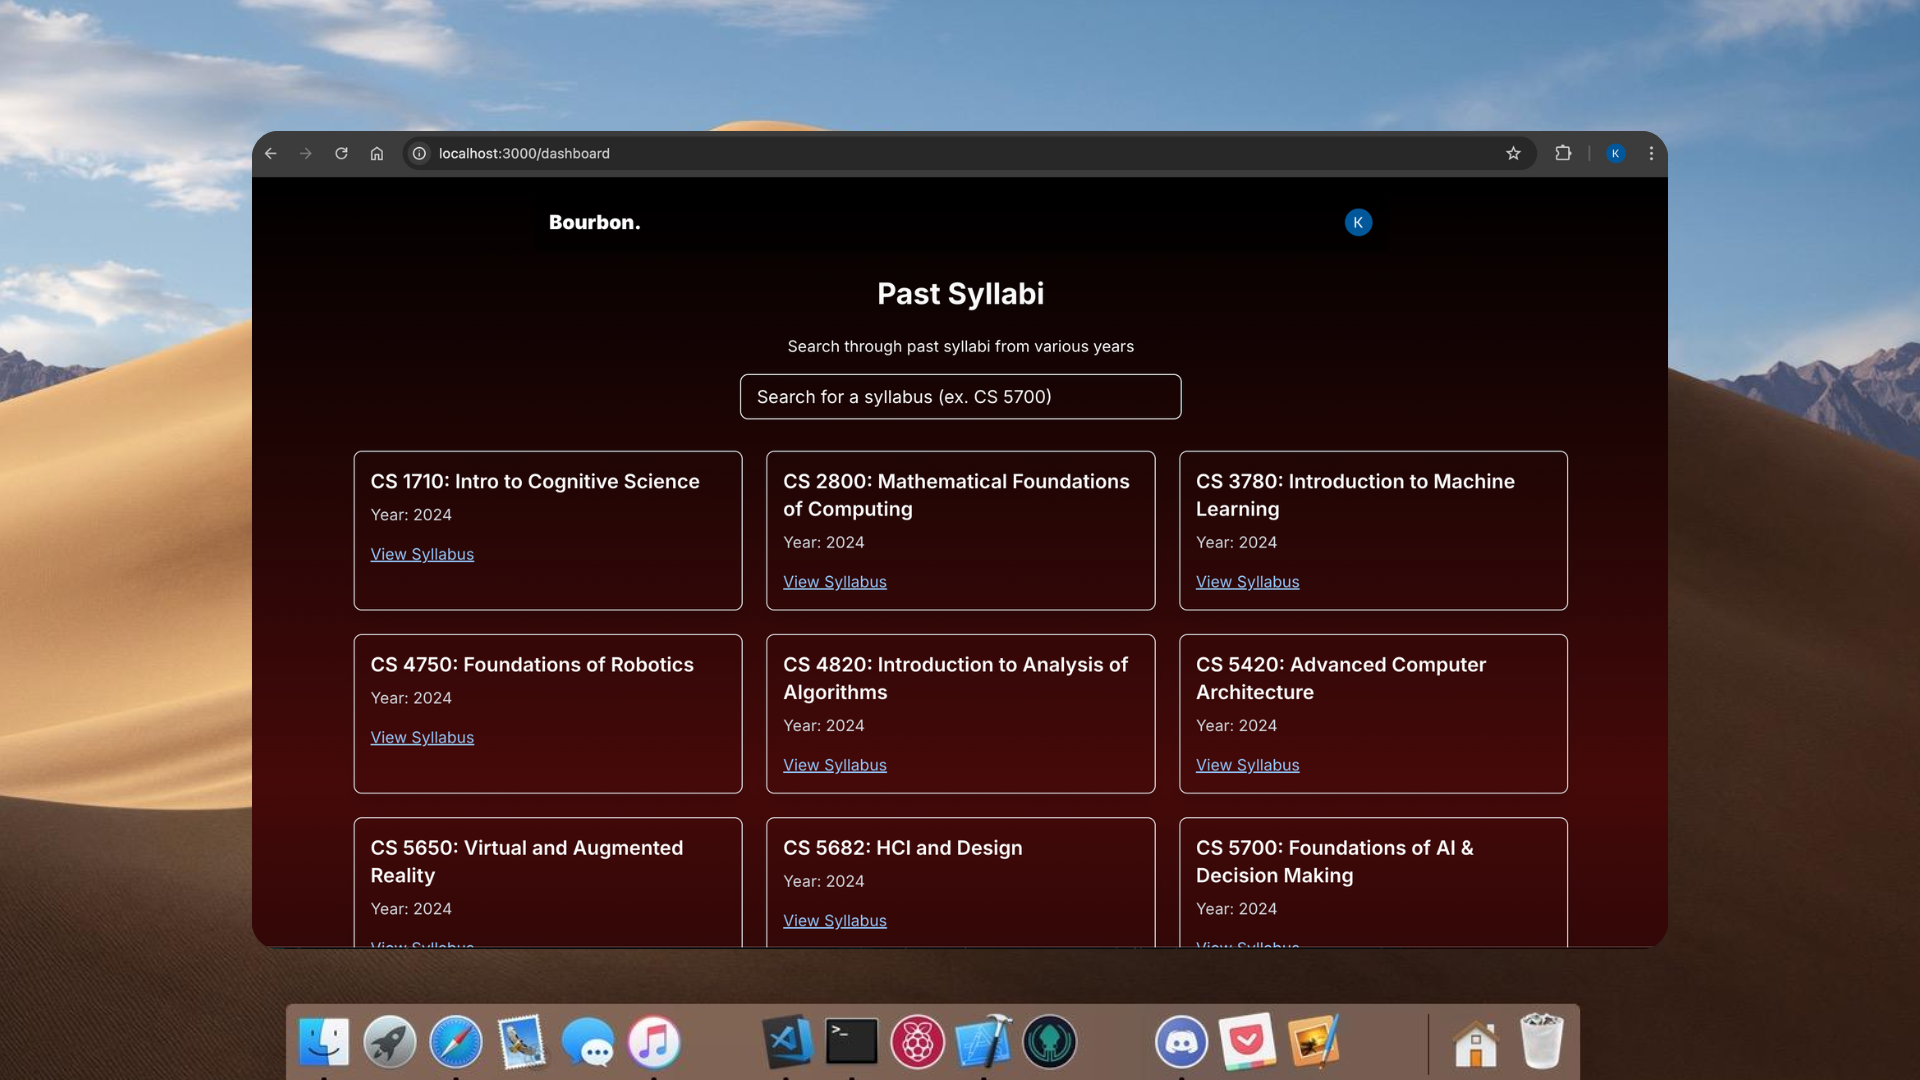 localhost:3000/dashboard
K
Bourbon.
K
Past Syllabi
Search through past syllabi from various years
Search for a syllabus (ex. CS 5700)
CS 1710: Intro to Cognitive Science
Year: 2024
View Syllabus
CS 2800: Mathematical Foundations
of Computing
Year: 2024
View Syllabus
CS 3780: Introduction to Machine
Learning
Year: 2024
View Syllabus
CS 4750: Foundations of Robotics
Year: 2024
View Syllabus
CS 4820: Introduction to Analysis of
Algorithms
Year: 2024
View Syllabus
CS 5420: Advanced Computer
Architecture
Year: 2024
View Syllabus
CS 5650: Virtual and Augmented
Reality
Year: 2024
View Syllabus
CS 5682: HCI and Design
Year: 2024
View Syllabus
CS 5700: Foundations of AI &
Decision Making
Year: 2024
View Syllabus
>_